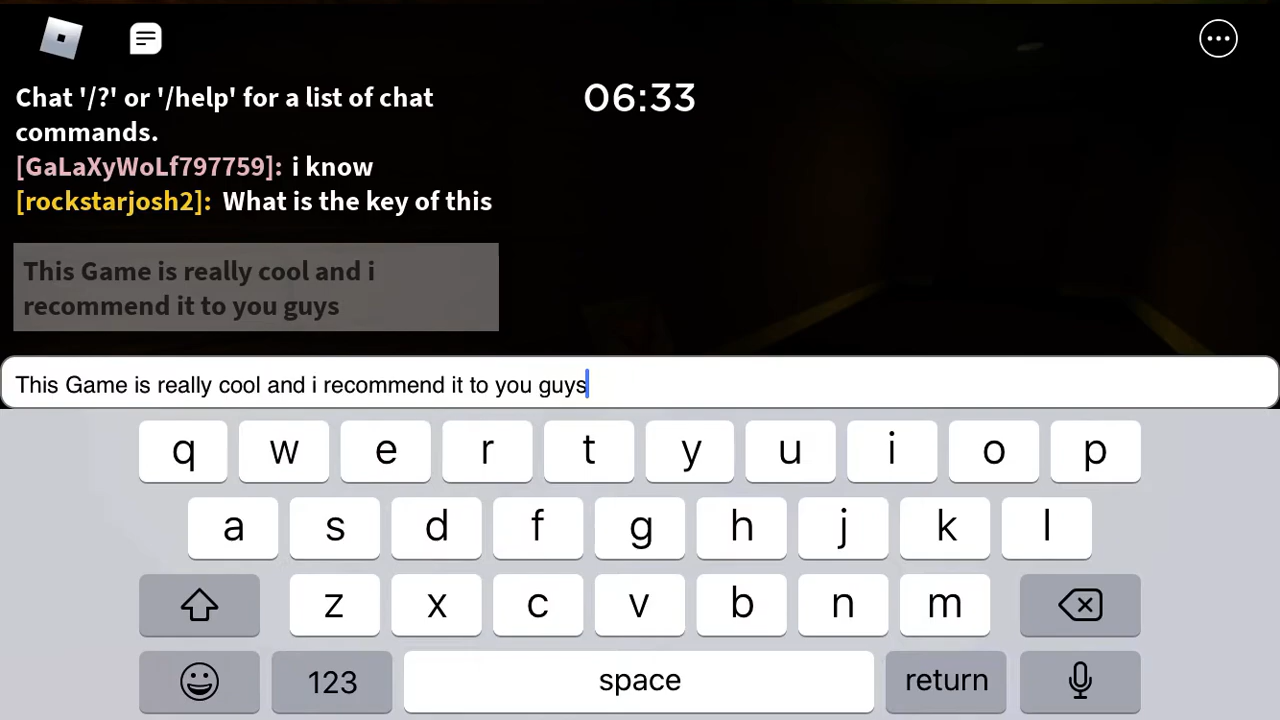 Chat '/?' or '/help' for a list of chat
commands.
06:33
[GaLaXyWoLf797759]: i know
[rockstarjosh2]: What is the key of this
This Game is really cool and i
recommend it to you guys
This Game is really cool and i recommend it to you guys
q w e r t y u i o p
a s d f g h j k l
z x c v b n m
123 space return